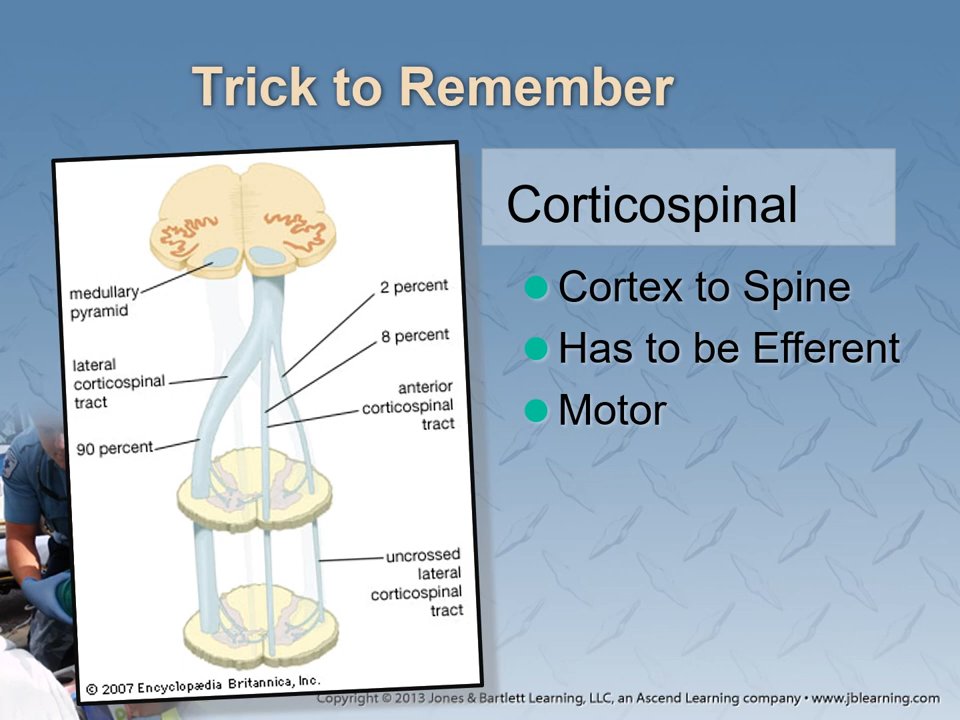 Trick to Remember
Corticospinal
Cortex to Spine
Has to be Efferent
Motor
medullary
pyramid
lateral
corticospinal
tract
90 percent
2 percent
8 percent
anterior
corticospinal
tract
uncrossed
lateral
corticospinal
tract
© 2007 Encyclopædia Britannica, Inc.
Copyright © 2013 Jones & Bartlett Learning, LLC, an Ascend Learning company • www.jblearning.com